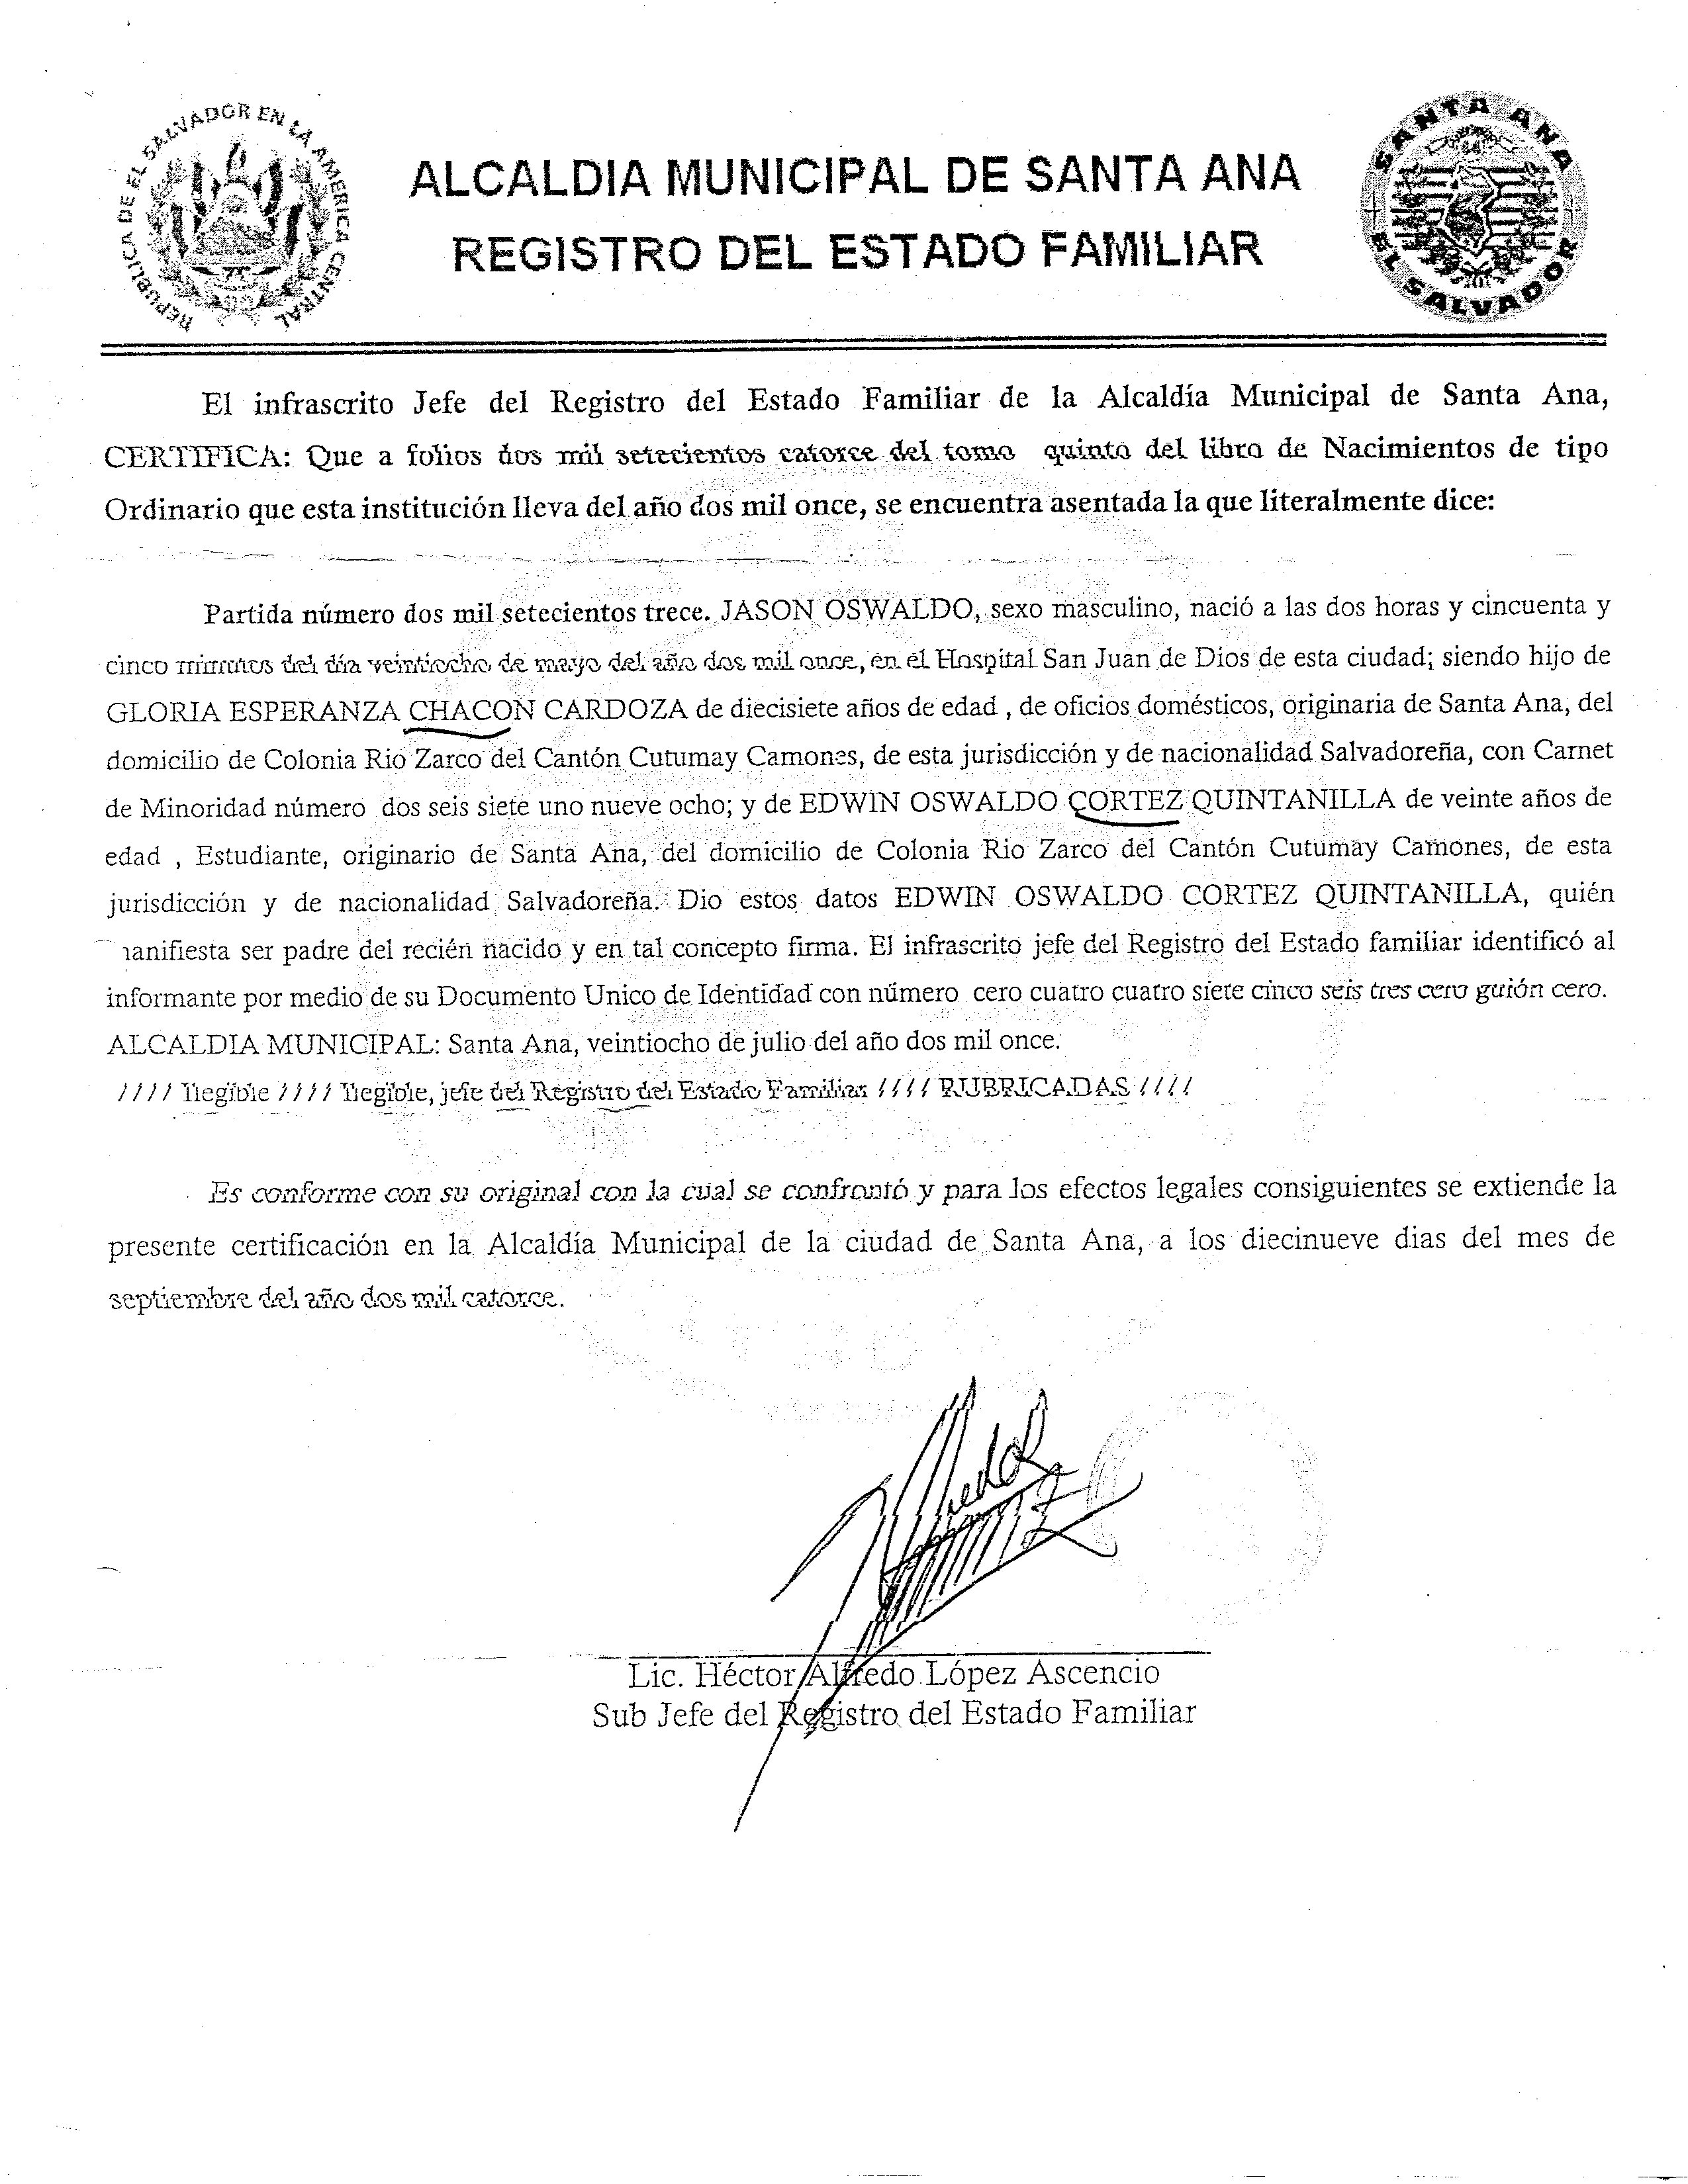 REPUBLICA DE EL SALVADOR EN LA AMERICA CENTRAL
SANTA ANA
EL SALVADOR
ALCALDIA MUNICIPAL DE SANTA ANA
REGISTRO DEL ESTADO FAMILIAR
El infrascrito Jefe del Registro del Estado Familiar de la Alcaldía Municipal de Santa Ana,
CERTIFICA: Que a folios dos mil setecientos catorce del tomo quinto del libro de Nacimientos de tipo
Ordinario que esta institución lleva del año dos mil once, se encuentra asentada la que literalmente dice:
Partida número dos mil setecientos trece. JASON OSWALDO, sexo masculino, nació a las dos horas y cincuenta y
cinco minutos del día veintiocho de mayo del año dos mil once, en el Hospital San Juan de Dios de esta ciudad; siendo hijo de
GLORIA ESPERANZA CHACON CARDOZA de diecisiete años de edad , de oficios domésticos, originaria de Santa Ana, del
domicilio de Colonia Rio Zarco del Cantón Cutumay Camones, de esta jurisdicción y de nacionalidad Salvadoreña, con Carnet
de Minoridad número dos seis siete uno nueve ocho; y de EDWIN OSWALDO CORTEZ QUINTANILLA de veinte años de
edad , Estudiante, originario de Santa Ana, del domicilio de Colonia Rio Zarco del Cantón Cutumay Camones, de esta
jurisdicción y de nacionalidad Salvadoreña. Dio estos datos EDWIN OSWALDO CORTEZ QUINTANILLA, quién
anifiesta ser padre del recién nacido y en tal concepto firma. El infrascrito jefe del Registro del Estado familiar identificó al
informante por medio de su Documento Unico de Identidad con número cero cuatro cuatro siete cinco seis tres cero guión cero.
ALCALDIA MUNICIPAL: Santa Ana, veintiocho de julio del año dos mil once.
//// Ilegible //// Ilegible, jefe del Registro del Estado Familiar //// RUBRICADAS ////
Es conforme con su original con la cual se confrontó y para los efectos legales consiguientes se extiende la
presente certificación en la Alcaldía Municipal de la ciudad de Santa Ana, a los diecinueve dias del mes de
septiembre del año dos mil catorce.
Lic. Héctor Alfredo López Ascencio
Sub Jefe del Registro del Estado Familiar